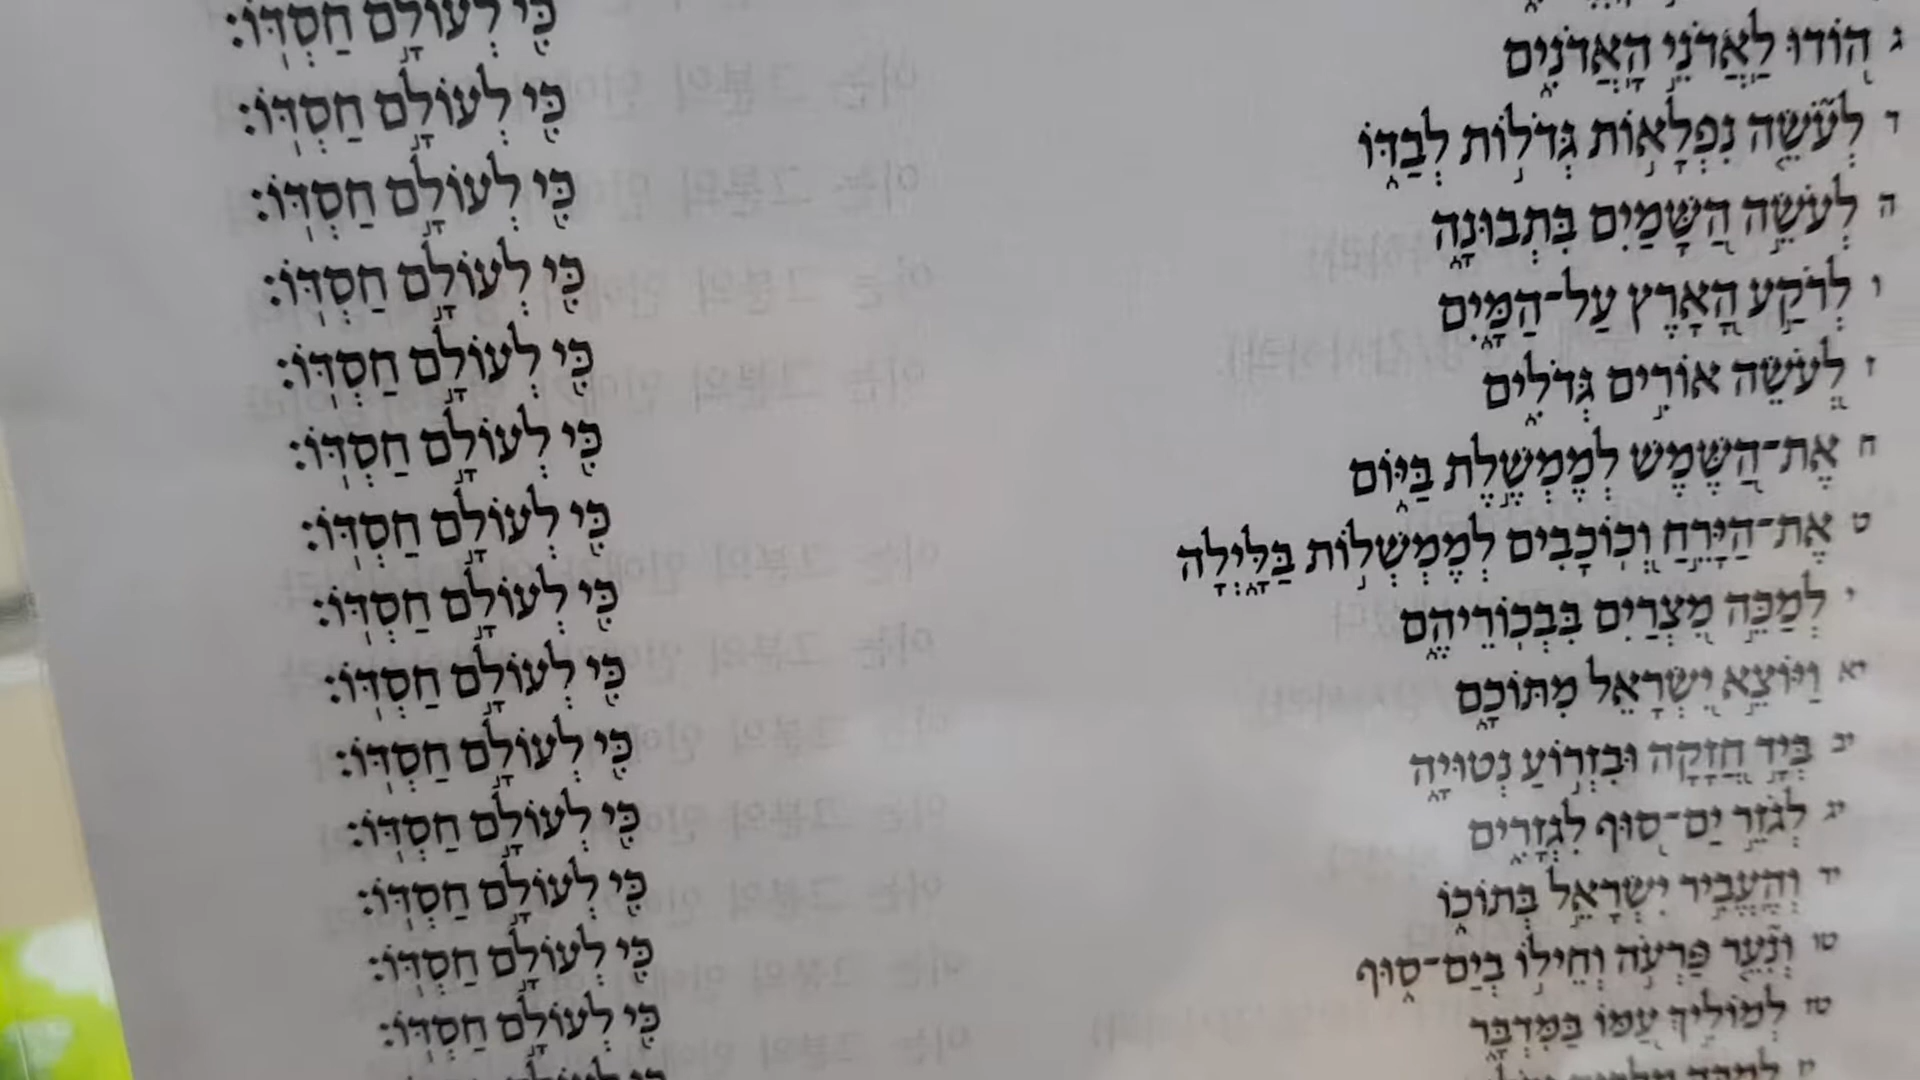 ג הוֹדוּ לַאֲדֹנֵי הָאֲדֹנִים כִּי לְעוֹלָם חַסְדּוֹ׃
ד לְעֹשֵׂה נִפְלָאוֹת גְּדֹלוֹת לְבַדּוֹ כִּי לְעוֹלָם חַסְדּוֹ׃
ה לְעֹשֵׂה הַשָּׁמַיִם בִּתְבוּנָה כִּי לְעוֹלָם חַסְדּוֹ׃
ו לְרֹקַע הָאָרֶץ עַל־הַמָּיִם כִּי לְעוֹלָם חַסְדּוֹ׃
ז לְעֹשֵׂה אוֹרִים גְּדֹלִים כִּי לְעוֹלָם חַסְדּוֹ׃
ח אֶת־הַשֶּׁמֶשׁ לְמֶמְשֶׁלֶת בַּיּוֹם כִּי לְעוֹלָם חַסְדּוֹ׃
ט אֶת־הַיָּרֵחַ וְכוֹכָבִים לְמֶמְשְׁלוֹת בַּלָּיְלָה כִּי לְעוֹלָם חַסְדּוֹ׃
י לְמַכֵּה מִצְרַיִם בִּבְכוֹרֵיהֶם כִּי לְעוֹלָם חַסְדּוֹ׃
יא וַיּוֹצֵא יִשְׂרָאֵל מִתּוֹכָם כִּי לְעוֹלָם חַסְדּוֹ׃
יב בְּיָד חֲזָקָה וּבִזְרוֹעַ נְטוּיָה כִּי לְעוֹלָם חַסְדּוֹ׃
יג לְגֹזֵר יַם־סוּף לִגְזָרִים כִּי לְעוֹלָם חַסְדּוֹ׃
יד וְהֶעֱבִיר יִשְׂרָאֵל בְּתוֹכוֹ כִּי לְעוֹלָם חַסְדּוֹ׃
טו וְנִעֵר פַּרְעֹה וְחֵילוֹ בְיַם־סוּף כִּי לְעוֹלָם חַסְדּוֹ׃
טז לְמוֹלִיךְ עַמּוֹ בַּמִּדְבָּר כִּי לְעוֹלָם חַסְדּוֹ׃